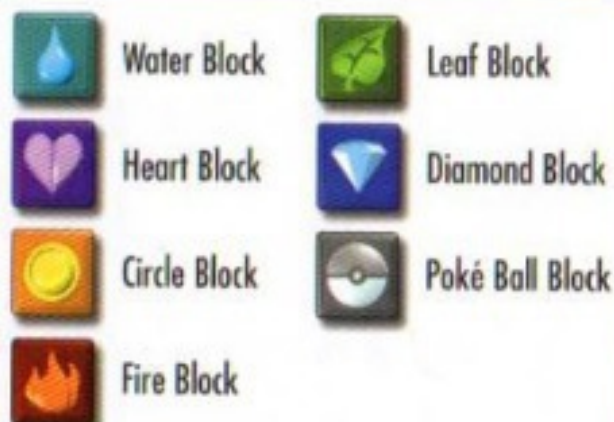 Water Block
Leaf Block
Heart Block
Diamond Block
Circle Block
Poké Ball Block
Fire Block